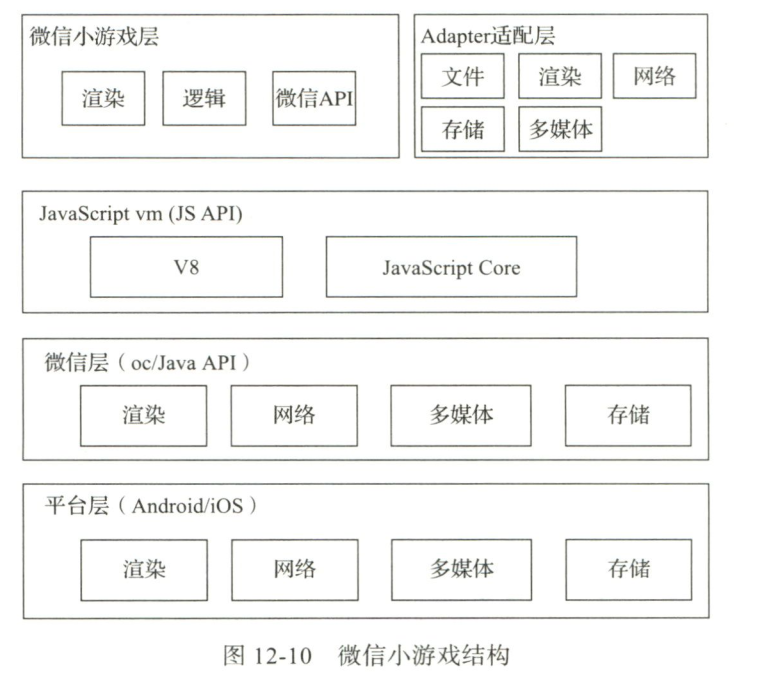 微信小游戏层
渲染
逻辑
微信API
Adapter适配层
文件
渲染
网络
存储
多媒体
JavaScript vm (JS API)
V8
JavaScript Core
微信层（oc/Java API）
渲染
网络
多媒体
存储
平台层（Android/iOS）
渲染
网络
多媒体
存储
图 12-10 微信小游戏结构